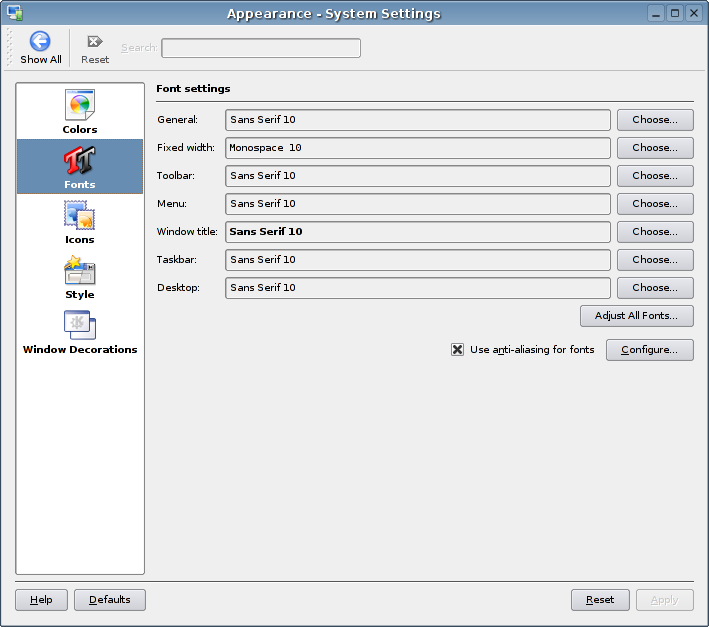 Appearance - System Settings
Show All
Reset
Search:
Colors
Fonts
Icons
Style
Window Decorations
Font settings
General: Sans Serif 10 Choose...
Fixed width: Monospace 10 Choose...
Toolbar: Sans Serif 10 Choose...
Menu: Sans Serif 10 Choose...
Window title: Sans Serif 10 Choose...
Taskbar: Sans Serif 10 Choose...
Desktop: Sans Serif 10 Choose...
Adjust All Fonts...
Use anti-aliasing for fonts Configure...
Help Defaults Reset Apply